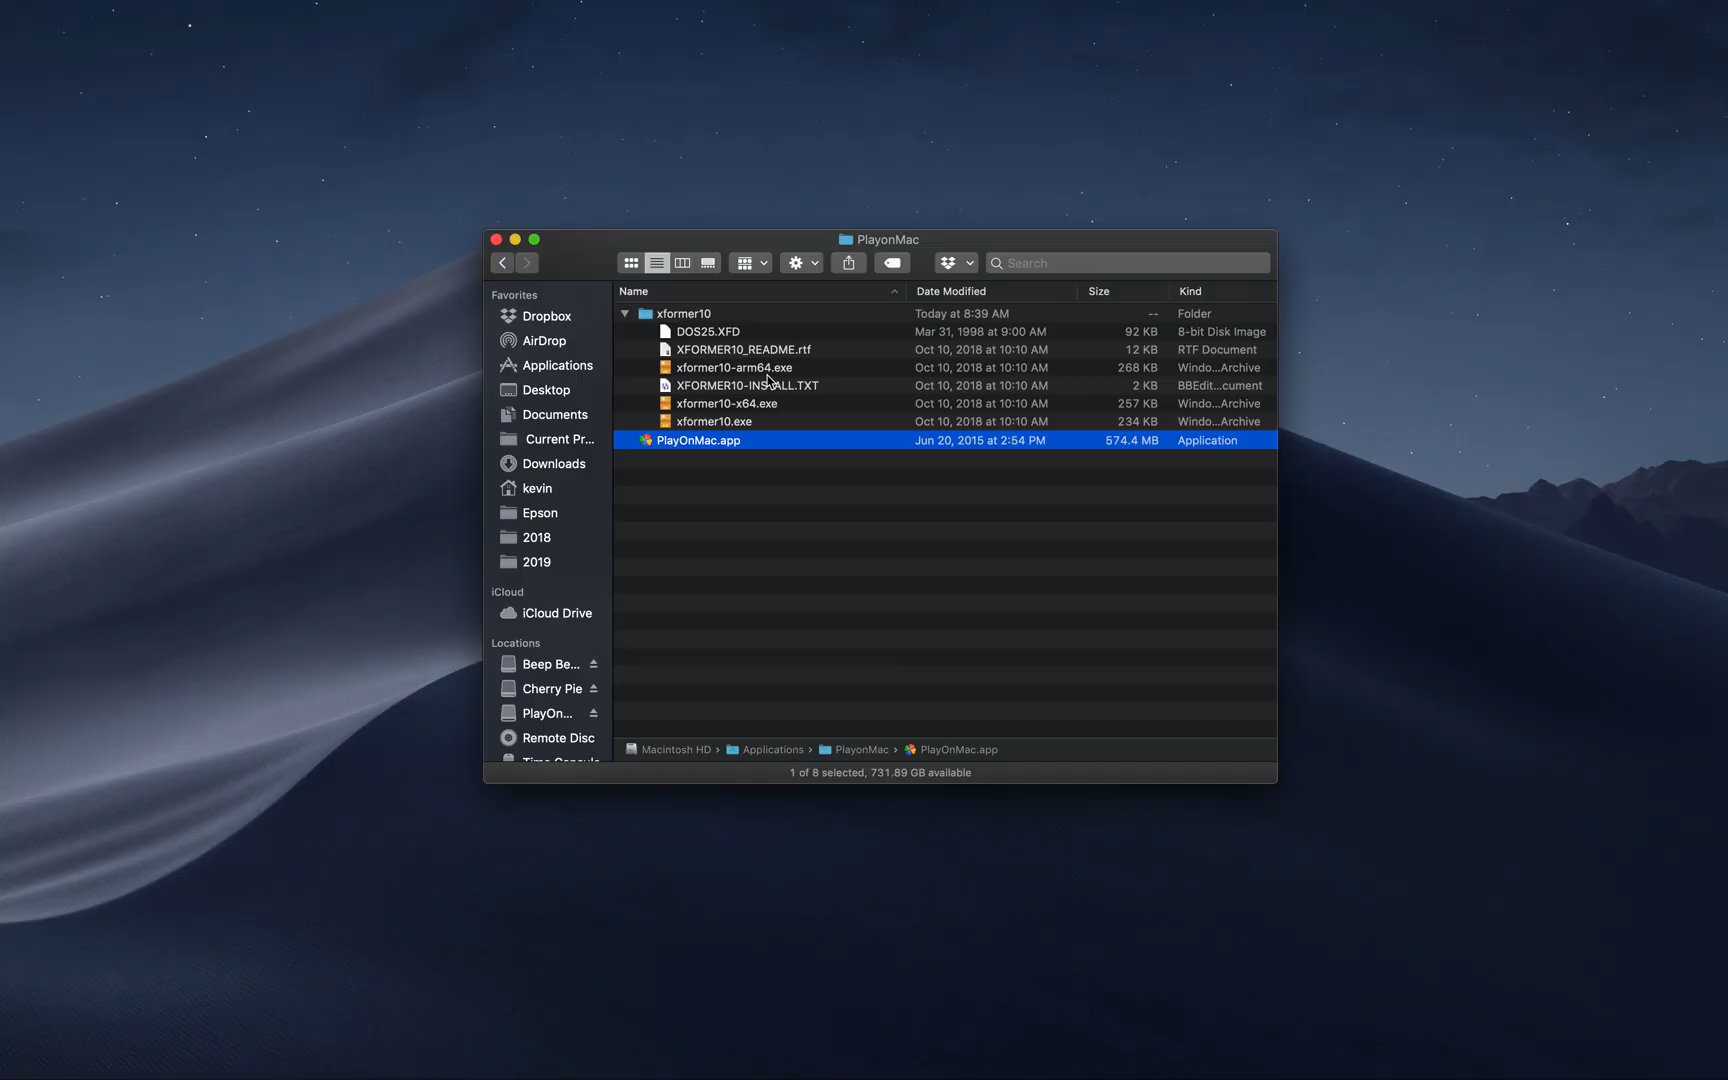 PlayonMac
Search
Favorites
Dropbox
AirDrop
Applications
Desktop
Documents
Current Pr...
Downloads
kevin
Epson
2018
2019
iCloud
iCloud Drive
Locations
Beep Be...
Cherry Pie
PlayOn...
Remote Disc
Name Date Modified Size Kind
xformer10 Today at 8:39 AM -- Folder
DOS25.XFD Mar 31, 1998 at 9:00 AM 92 KB 8-bit Disk Image
XFORMER10_README.rtf Oct 10, 2018 at 10:10 AM 12 KB RTF Document
xformer10-arm64.exe Oct 10, 2018 at 10:10 AM 268 KB Windo...Archive
XFORMER10-INSTALL.TXT Oct 10, 2018 at 10:10 AM 2 KB BBEdit...cument
xformer10-x64.exe Oct 10, 2018 at 10:10 AM 257 KB Windo...Archive
xformer10.exe Oct 10, 2018 at 10:10 AM 234 KB Windo...Archive
PlayOnMac.app Jun 20, 2015 at 2:54 PM 574.4 MB Application
Macintosh HD › Applications › PlayonMac › PlayOnMac.app
1 of 8 selected, 731.89 GB available